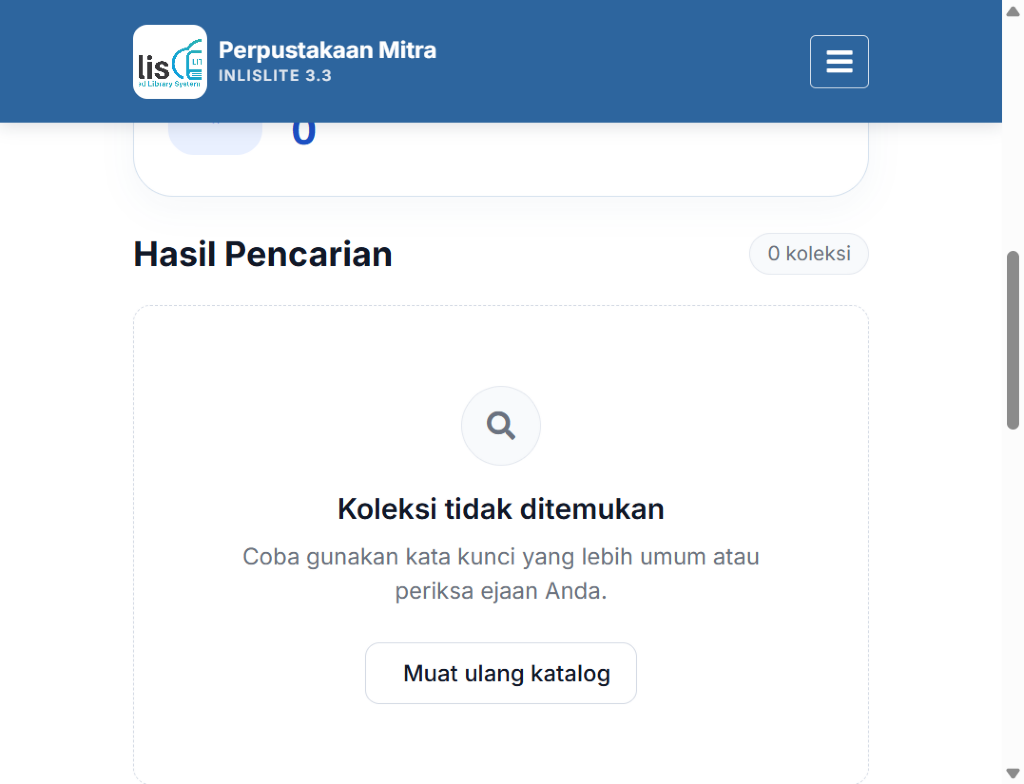 lis
LIT
Perpustakaan Mitra
INLISLITE 3.3
0
Hasil Pencarian
0 koleksi
Koleksi tidak ditemukan
Coba gunakan kata kunci yang lebih umum atau
periksa ejaan Anda.
Muat ulang katalog